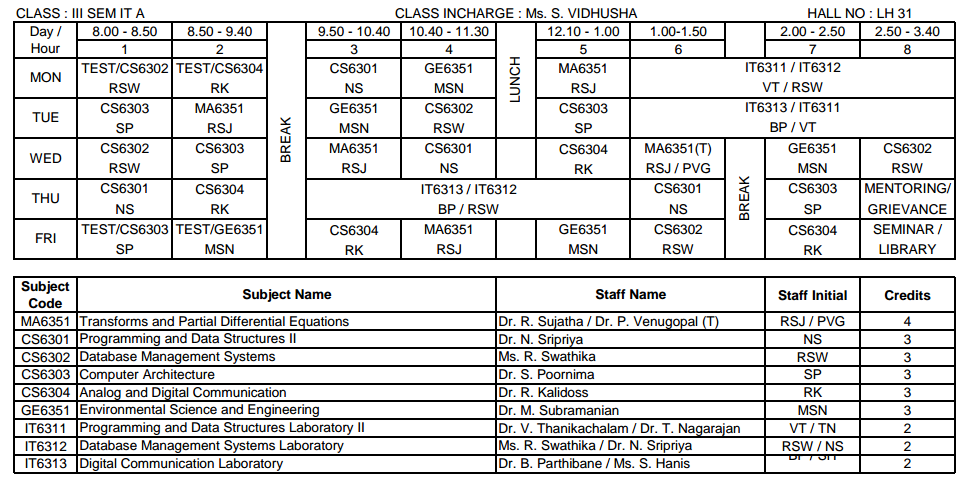 CLASS : III SEM IT A CLASS INCHARGE : Ms. S. VIDHUSHA HALL NO : LH 31
Day / 8.00 - 8.50 8.50 - 9.40 9.50 - 10.40 10.40 - 11.30 12.10 - 1.00 1.00-1.50 2.00 - 2.50 2.50 - 3.40
Hour 1 2 3 4 5 6 7 8
BREAK
LUNCH
BREAK
MON
TEST/CS6302 TEST/CS6304 CS6301 GE6351 MA6351 IT6311 / IT6312
RSW RK NS MSN RSJ VT / RSW
TUE
CS6303 MA6351 GE6351 CS6302 CS6303 IT6313 / IT6311
SP RSJ MSN RSW SP BP / VT
WED
CS6302 CS6303 MA6351 CS6301 CS6304 MA6351(T) GE6351 CS6302
RSW SP RSJ NS RK RSJ / PVG MSN RSW
THU
CS6301 CS6304 IT6313 / IT6312 CS6301 CS6303 MENTORING/
NS RK BP / RSW NS SP GRIEVANCE
FRI
TEST/CS6303 TEST/GE6351 CS6304 MA6351 GE6351 CS6302 CS6304 SEMINAR /
SP MSN RK RSJ MSN RSW RK LIBRARY
Subject Code Subject Name Staff Name Staff Initial Credits
MA6351 Transforms and Partial Differential Equations Dr. R. Sujatha / Dr. P. Venugopal (T) RSJ / PVG 4
CS6301 Programming and Data Structures II Dr. N. Sripriya NS 3
CS6302 Database Management Systems Ms. R. Swathika RSW 3
CS6303 Computer Architecture Dr. S. Poornima SP 3
CS6304 Analog and Digital Communication Dr. R. Kalidoss RK 3
GE6351 Environmental Science and Engineering Dr. M. Subramanian MSN 3
IT6311 Programming and Data Structures Laboratory II Dr. V. Thanikachalam / Dr. T. Nagarajan VT / TN 2
IT6312 Database Management Systems Laboratory Ms. R. Swathika / Dr. N. Sripriya RSW / NS 2
IT6313 Digital Communication Laboratory Dr. B. Parthibane / Ms. S. Hanis 2